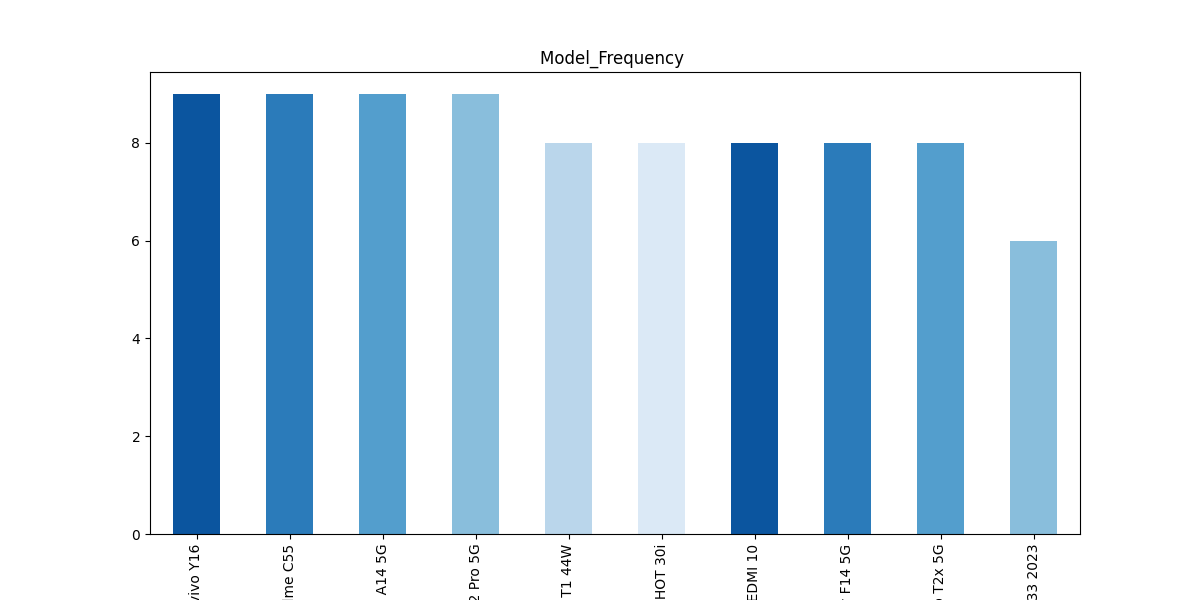 Model_Frequency
8
6
4
2
0
vivo Y16
me C55
A14 5G
Pro 5G
T1 44W
HOT 30i
EDMI 10
F14 5G
T2x 5G
33 2023